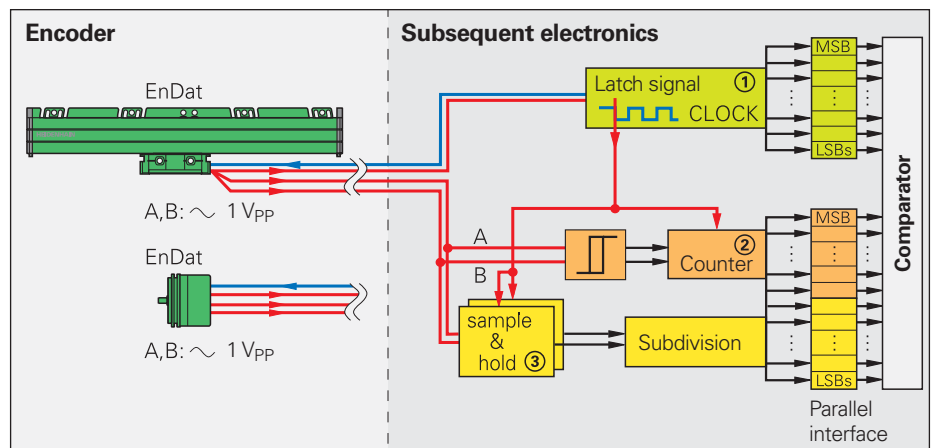 Encoder
Subsequent electronics
EnDat
Latch signal
①
CLOCK
MSB
LSBs
A,B: ∼ 1 VPP
EnDat
A,B: ∼ 1 VPP
A
B
②
Counter
MSB
sample
&
hold ③
Subdivision
LSBs
Comparator
Parallel
interface